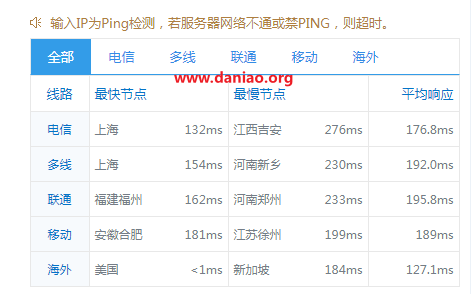 输入IP为Ping检测，若服务器网络不通或禁PING，则超时。
全部 电信 多线 联通 移动 海外
www.daniao.org
线路 最快节点 最慢节点 平均响应
电信 上海 132ms 江西吉安 276ms 176.8ms
多线 上海 154ms 河南新乡 230ms 192.0ms
联通 福建福州 162ms 河南郑州 233ms 195.8ms
移动 安徽合肥 181ms 江苏徐州 199ms 189ms
海外 美国 <1ms 新加坡 184ms 127.1ms